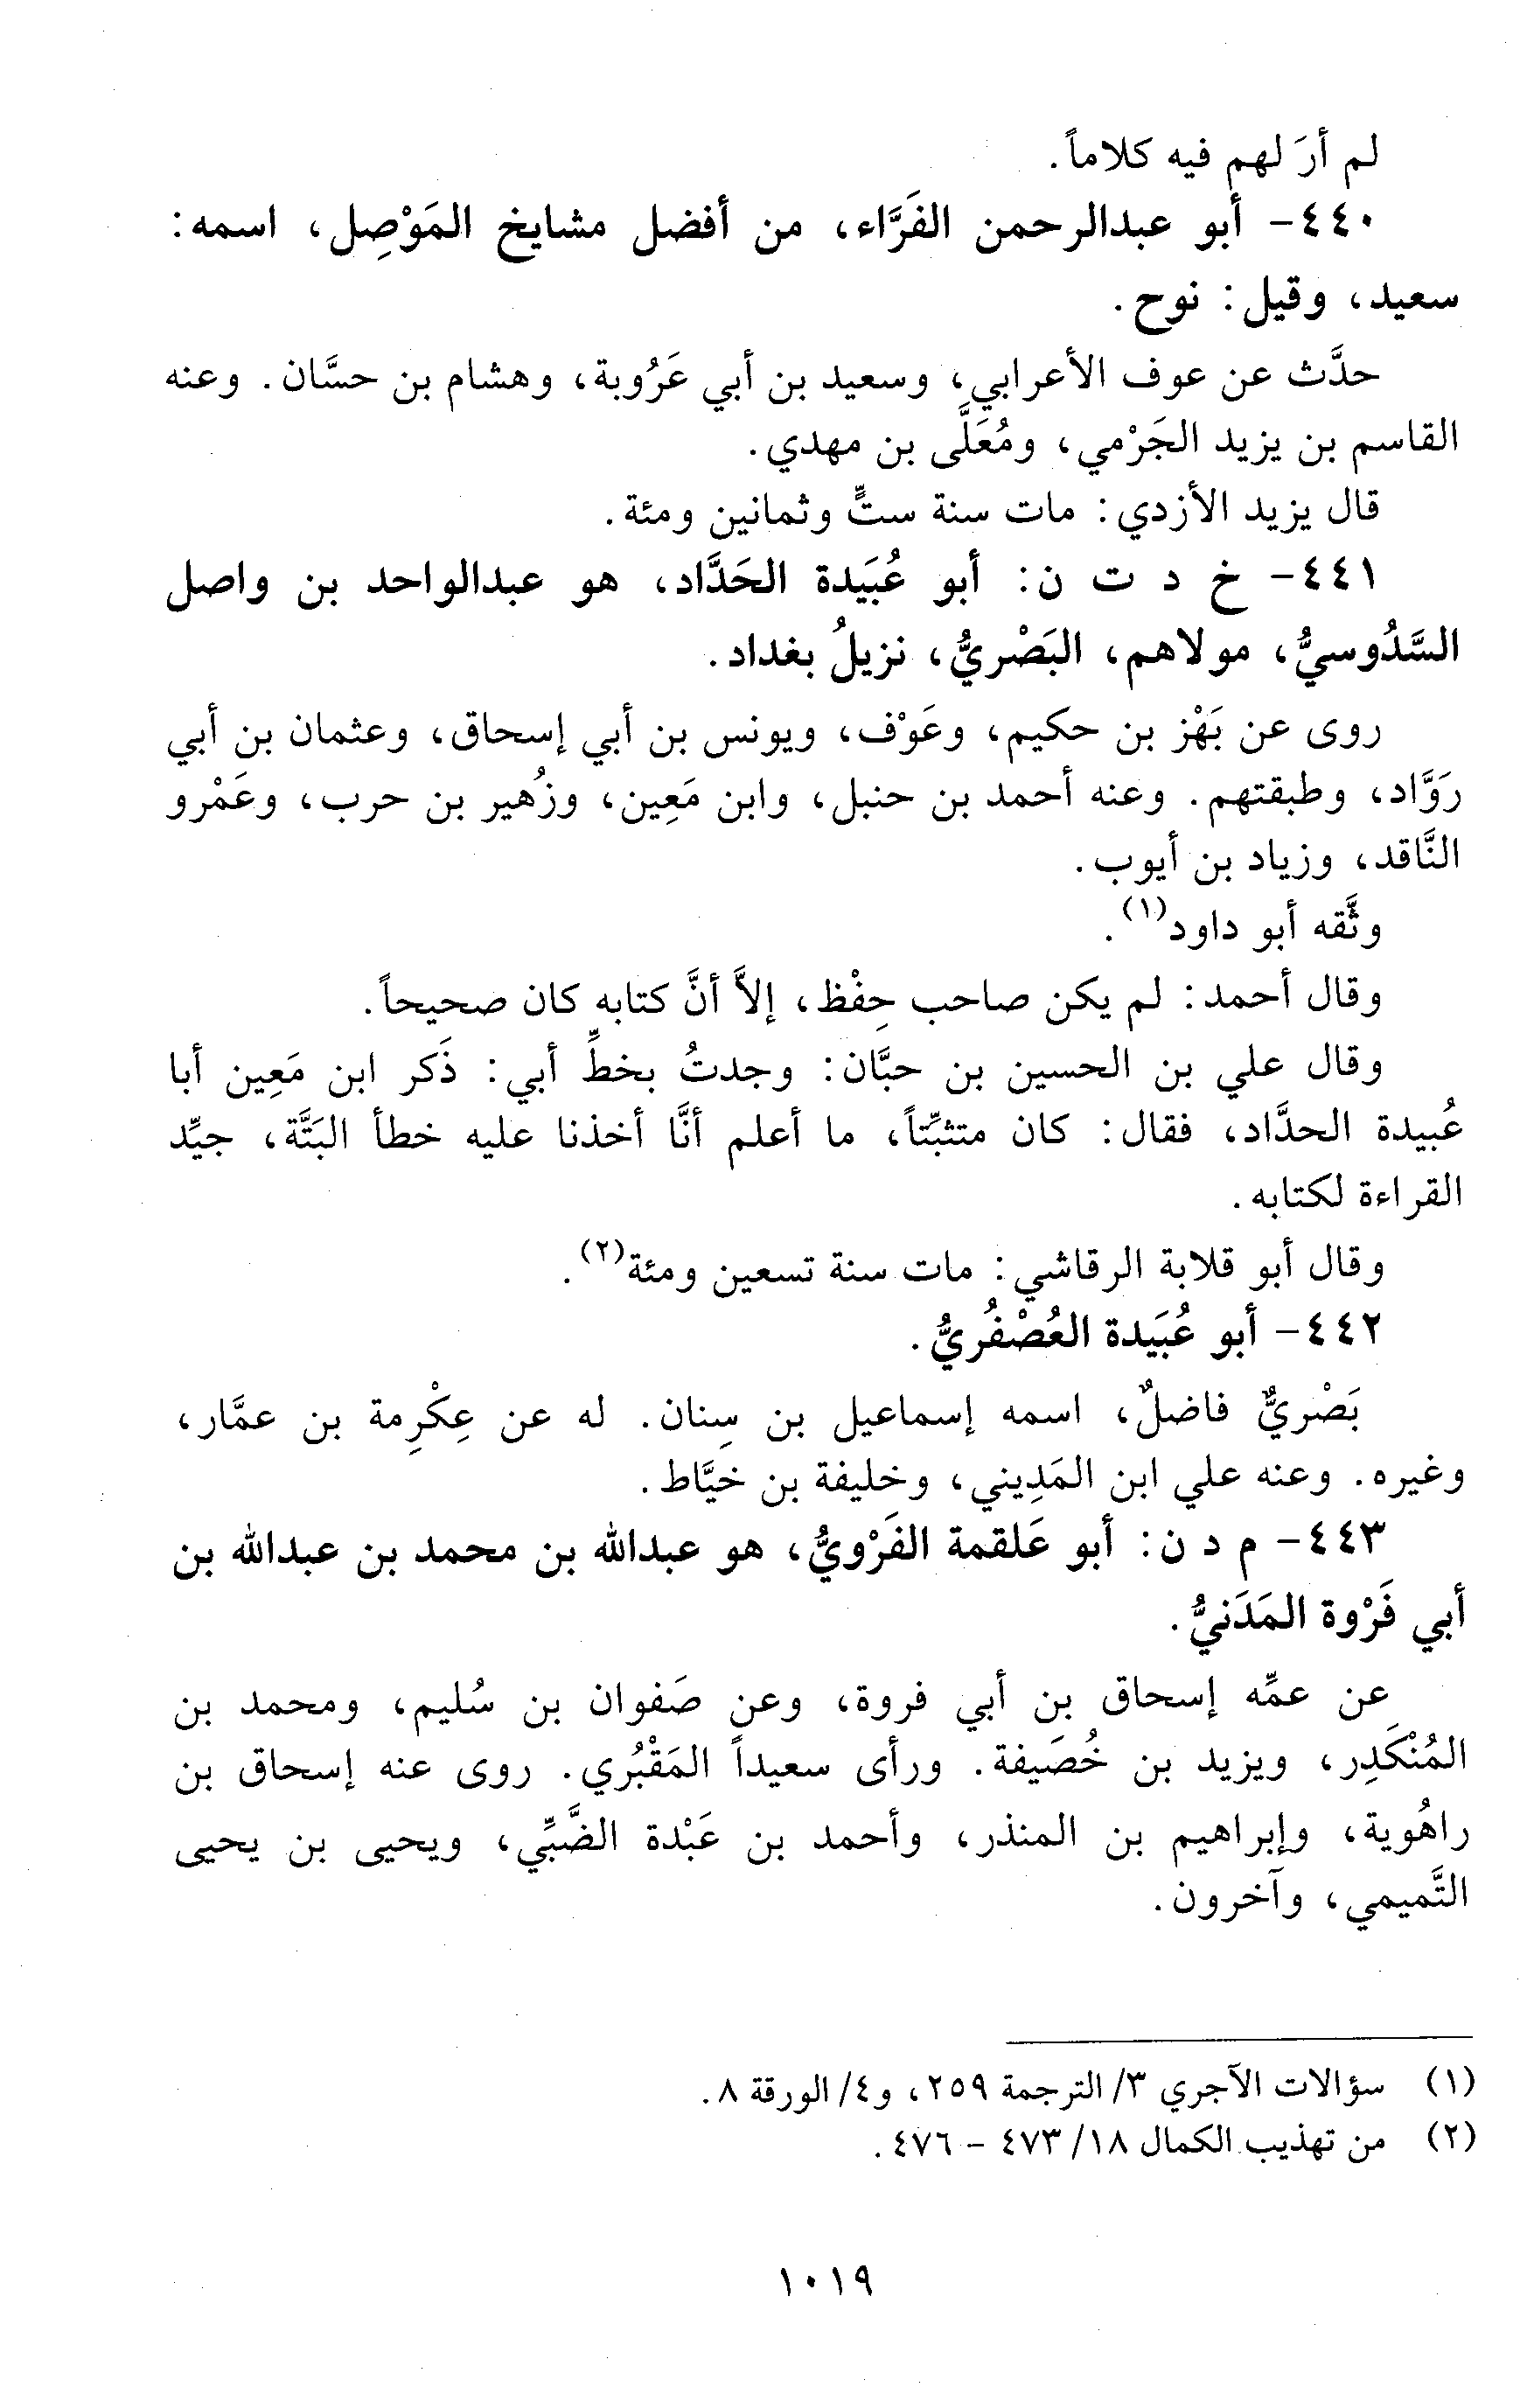 لم أرَ لهم فيه كلاماً.
٤٤٠- أبو عبدالرحمن الفَرَّاء، من أفضل مشايخ المَوْصِل، اسمه:
سعيد، وقيل: نوح.
حدَّث عن عوف الأعرابي، وسعيد بن أبي عَرُوبة، وهشام بن حسَّان. وعنه
القاسم بن يزيد الجَرْمي، ومُعَلَّى بن مهدي.
قال يزيد الأزدي: مات سنة ستٍّ وثمانين ومئة.
٤٤١- خ د ت ن: أبو عُبَيدة الحَدَّاد، هو عبدالواحد بن واصل
السَّدُوسيُّ، مولاهم، البَصْريُّ، نزيلُ بغداد.
روى عن بَهْز بن حكيم، وعَوْف، ويونس بن أبي إسحاق، وعثمان بن أبي
رَوَّاد، وطبقتهم. وعنه أحمد بن حنبل، وابن مَعِين، وزُهير بن حرب، وعَمْرو
النَّاقد، وزياد بن أيوب.
وثَّقه أبو داود(١).
وقال أحمد: لم يكن صاحب حِفْظ، إلاَّ أنَّ كتابه كان صحيحاً.
وقال علي بن الحسين بن حبَّان: وجدتُ بخطِّ أبي: ذَكر ابن مَعِين أبا
عُبيدة الحدَّاد، فقال: كان متثبِّتاً، ما أعلم أنَّا أخذنا عليه خطأ البَتَّة، جيِّد
القراءة لكتابه.
وقال أبو قلابة الرقاشي: مات سنة تسعين ومئة(٢).
٤٤٢- أبو عُبَيدة العُصْفُريُّ.
بَصْريٌّ فاضلٌ، اسمه إسماعيل بن سِنان. له عن عِكْرِمة بن عمَّار،
وغيره. وعنه علي ابن المَدِيني، وخليفة بن خيَّاط.
٤٤٣- م د ن: أبو عَلقمة الفَرْويُّ، هو عبدالله بن محمد بن عبدالله بن
أبي فَرْوة المَدَنيُّ.
عن عمِّه إسحاق بن أبي فروة، وعن صَفوان بن سُليم، ومحمد بن
المُنْكَدِر، ويزيد بن خُصَيفة. ورأى سعيداً المَقْبُري. روى عنه إسحاق بن
راهُوية، وإبراهيم بن المنذر، وأحمد بن عَبْدة الضَّبِّي، ويحيى بن يحيى
التَّميمي، وآخرون.
(١) سؤالات الآجري ٣/ الترجمة ٢٥٩، و٤/ الورقة ٨.
(٢) من تهذيب الكمال ١٨/ ٤٧٣ - ٤٧٦.
١٠١٩